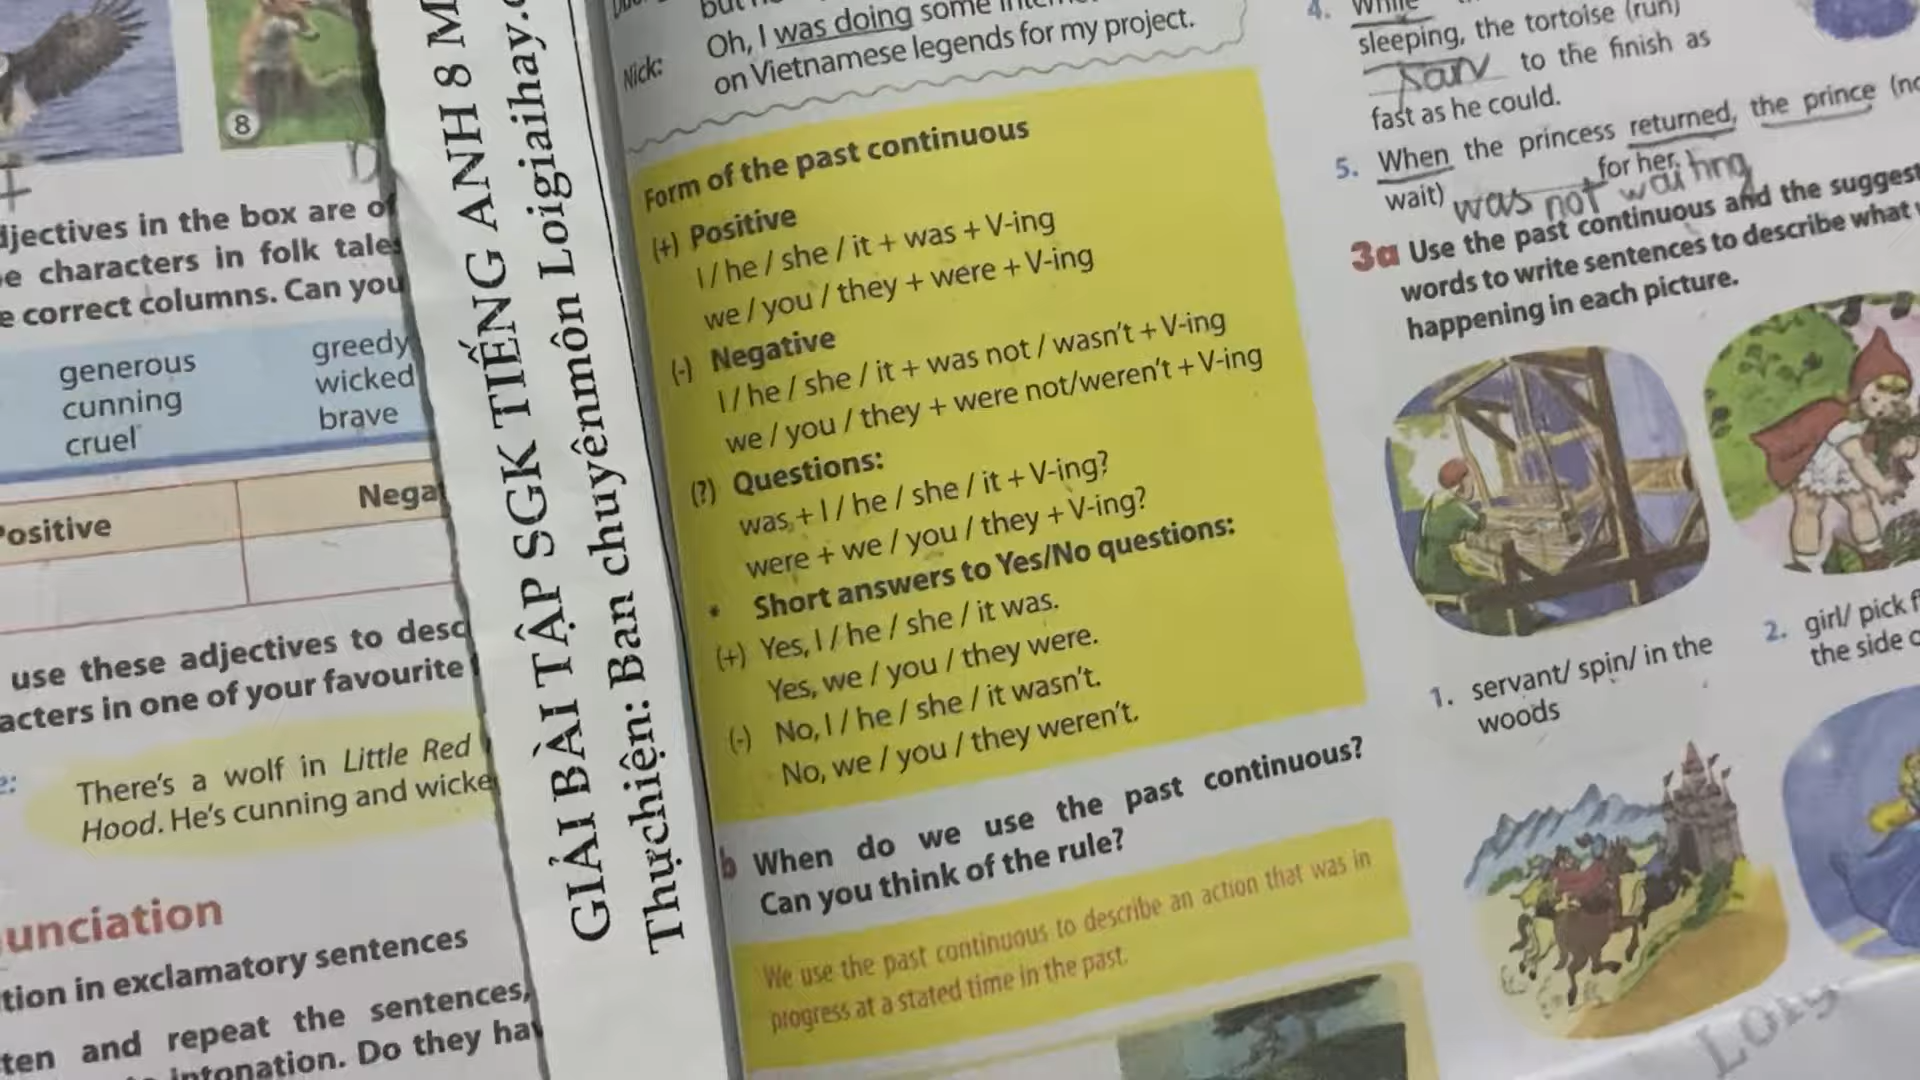 8
djectives in the box are of
e characters in folk tales
e correct columns. Can you
generous
greedy
cunning
wicked
cruel
brave
Positive
use these adjectives to desc
acters in one of your favourite
There's a wolf in Little Red
Hood. He's cunning and wicke
unciation
tion in exclamatory sentences
ten and repeat the sentences,
intonation. Do they hav
GIẢI BÀI TẬP SGK TIẾNG ANH 8 M
Thực hiện: Ban chuyên môn Loigiaihay.c
Oh, I was doing some
Nick:
on Vietnamese legends for my project.
Form of the past continuous
(+) Positive
I / he / she / it + was + V-ing
we / you / they + were + V-ing
(-) Negative
I / he / she / it + was not / wasn't + V-ing
we / you / they + were not/weren't + V-ing
(?) Questions:
was + I / he / she / it + V-ing?
were + we / you / they + V-ing?
* Short answers to Yes/No questions:
(+) Yes, I / he / she / it was.
Yes, we / you / they were.
(-) No, I / he / she / it wasn't.
No, we / you / they weren't.
b When do we use the past continuous?
Can you think of the rule?
We use the past continuous to describe an action that was in
progress at a stated time in the past.
4. While
sleeping, the tortoise (run)
ran to the finish as
fast as he could.
5. When the princess returned, the prince (no
wait) was not waiting for her.
3a Use the past continuous and the suggest
words to write sentences to describe what
happening in each picture.
1. servant/ spin/ in the
woods
2. girl/ pick f
the side o